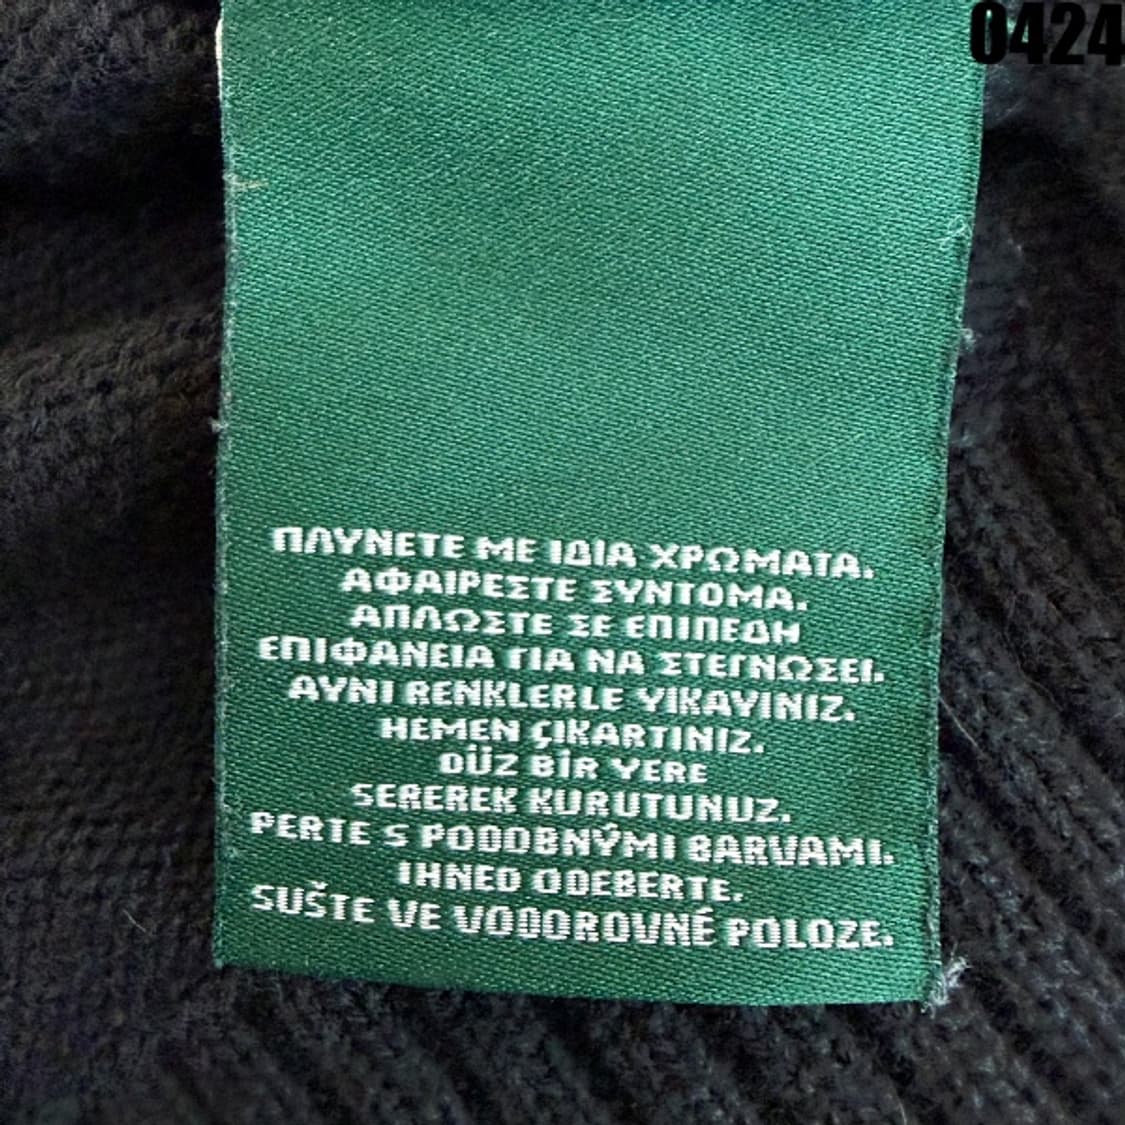 0424
ΠΛΥΝΕΤΕ ΜΕ ΙΔΙΑ ΧΡΩΜΑΤΑ.
ΑΦΑΙΡΕΣΤΕ ΣΥΝΤΟΜΑ.
ΑΠΛΩΣΤΕ ΣΕ ΕΠΙΠΕΔΗ
ΕΠΙΦΑΝΕΙΑ ΓΙΑ ΝΑ ΣΤΕΓΝΩΣΕΙ.
AYNI RENKLERLE YIKAYINIZ.
HEMEN ÇIKARTINIZ.
DÜZ BİR YERE
SEREREK KURUTUNUZ.
PERTE S PODOBNÝMI BARVAMI.
IHNED ODEBERTE.
SUŠTE VE VODOROVNÉ POLOZE.